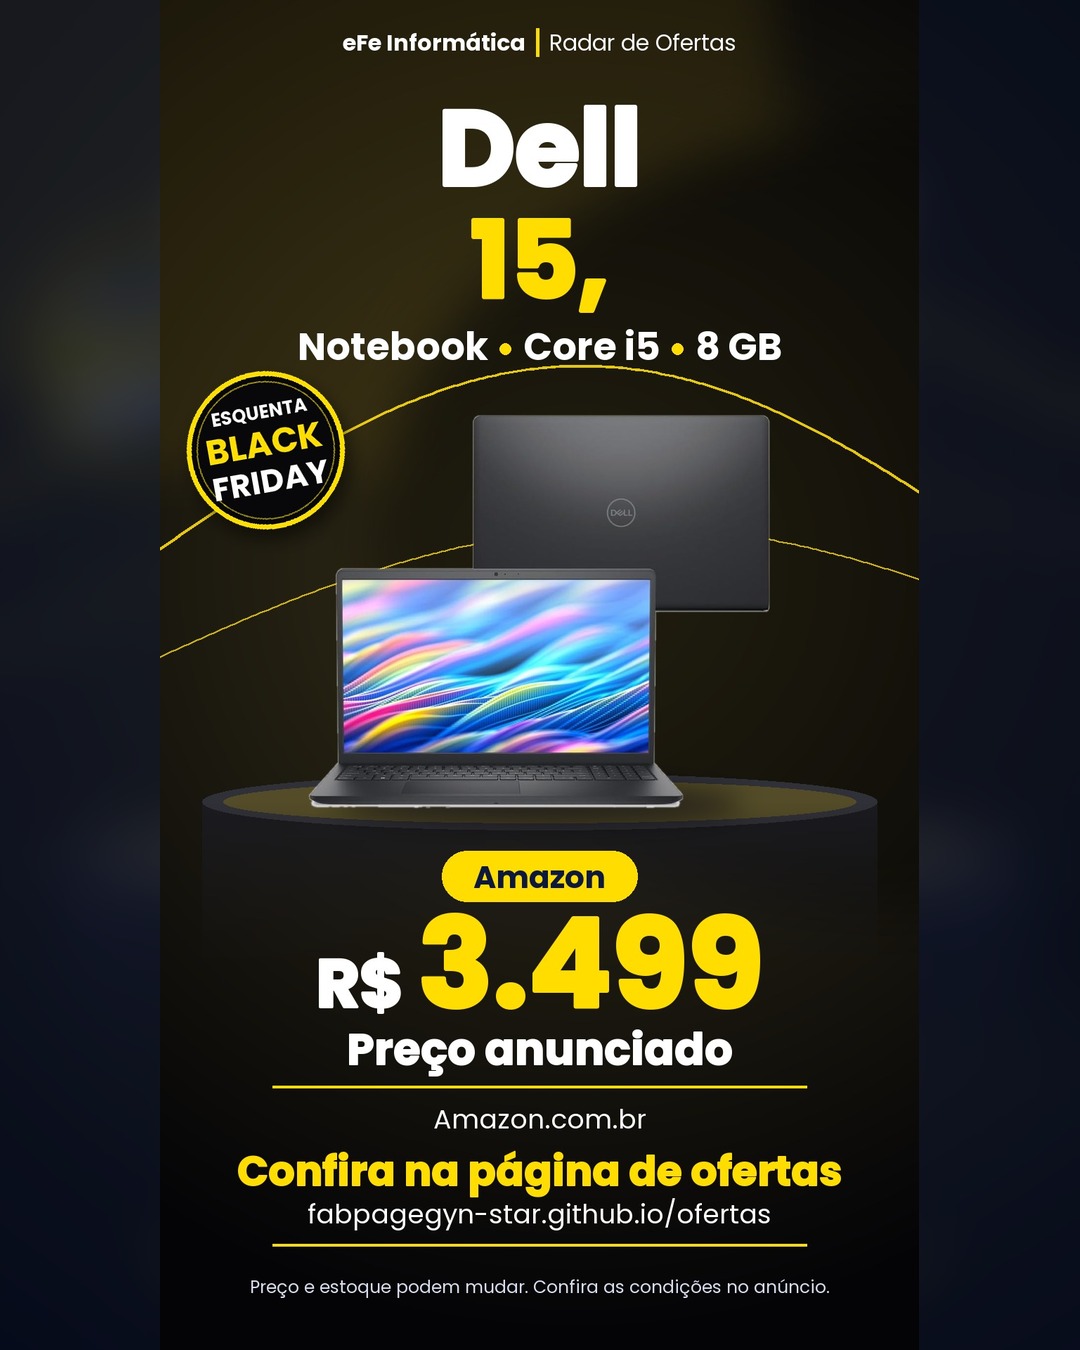 eFe Informática | Radar de Ofertas
Dell
15,
Notebook • Core i5 • 8 GB
ESQUENTA
BLACK
FRIDAY
DELL
Amazon
R$ 3.499
Preço anunciado
Amazon.com.br
Confira na página de ofertas
fabpagegyn-star.github.io/ofertas
Preço e estoque podem mudar. Confira as condições no anúncio.